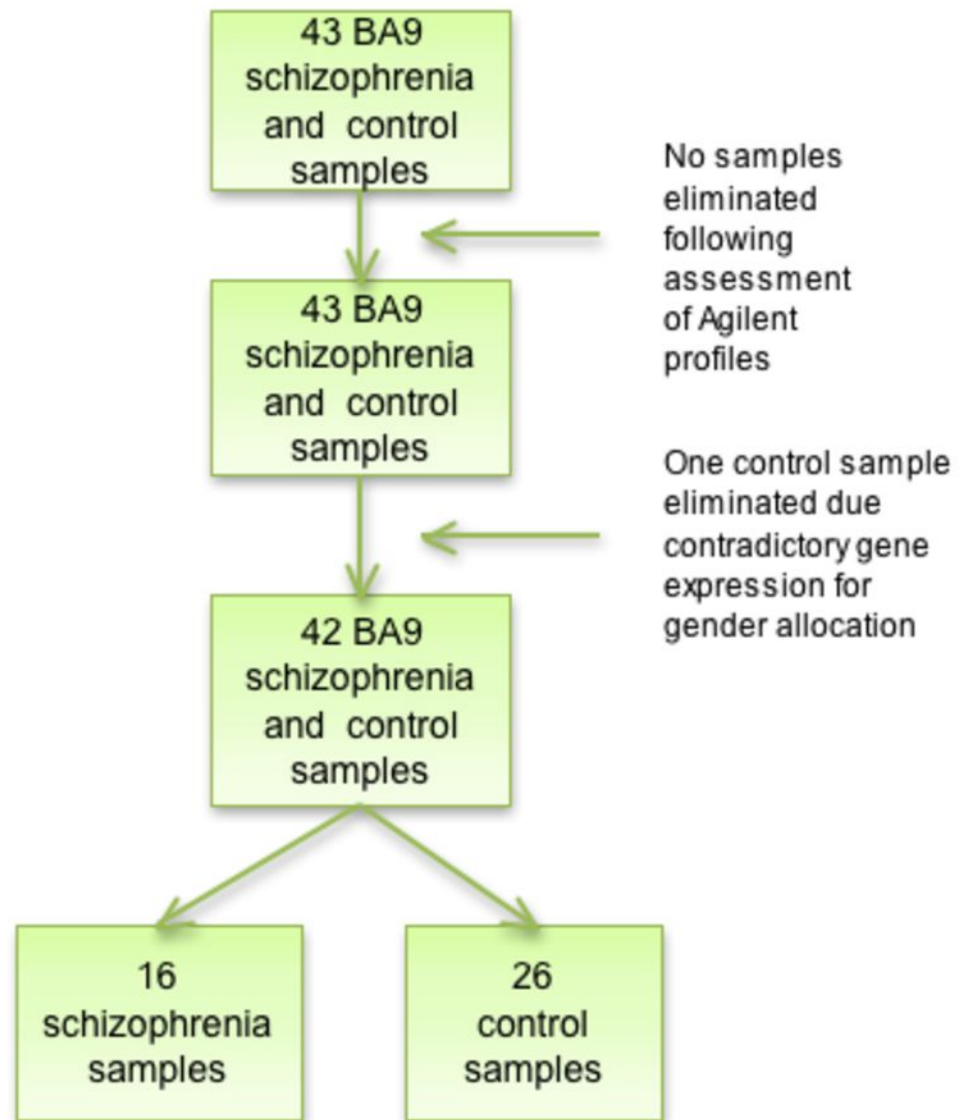 43 BA9
schizophrenia
and control
samples
No samples
eliminated
following
assessment
of Agilent
profiles
43 BA9
schizophrenia
and control
samples
One control sample
eliminated due
contradictory gene
expression for
gender allocation
42 BA9
schizophrenia
and control
samples
16
schizophrenia
samples
26
control
samples